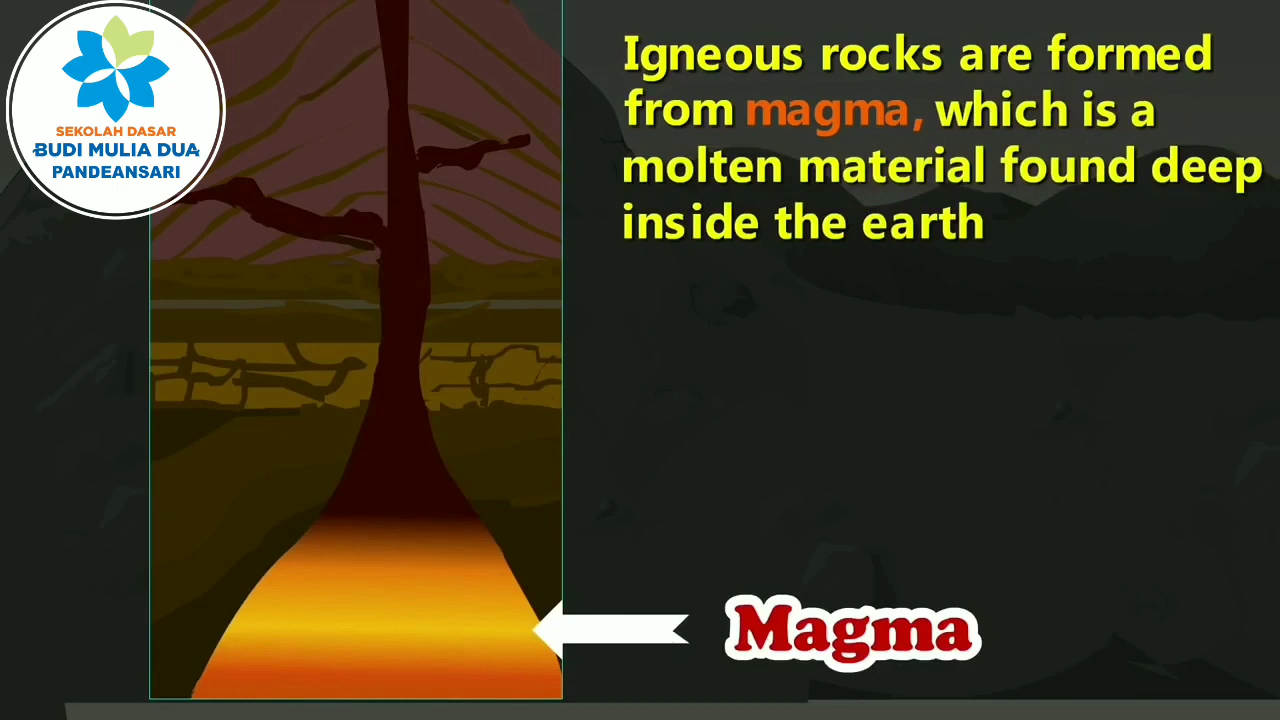 SEKOLAH DASAR
BUDI MULIA DUA
PANDEANSARI
Igneous rocks are formed
from magma, which is a
molten material found deep
inside the earth
Magma